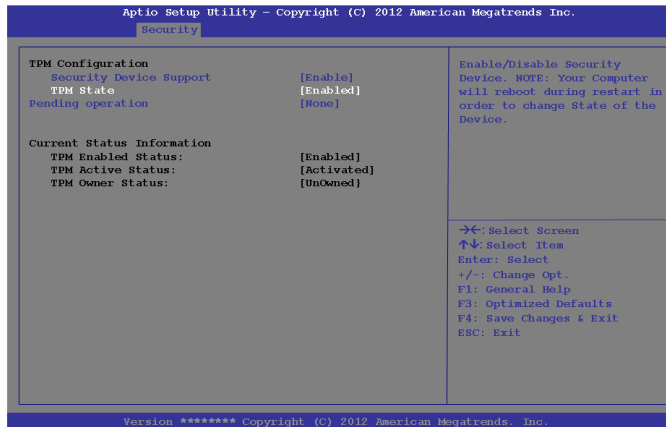 Aptio Setup Utility – Copyright (C) 2012 American Megatrends Inc.
Security
TPM Configuration
Security Device Support [Enable]
TPM State [Enabled]
Pending operation [None]
Current Status Information
TPM Enabled Status: [Enabled]
TPM Active Status: [Activated]
TPM Owner Status: [UnOwned}
Enable/Disable Security
Device. NOTE: Your Computer
will reboot during restart in
order to change State of the
Device.
→←:Select Screen
↑↓:Select Item
Enter: Select
+/-: Change Opt.
F1: General Help
F3: Optimized Defaults
F4: Save Changes & Exit
ESC: Exit
Version ******** Copyright (C) 2012 American Megatrends. Inc.